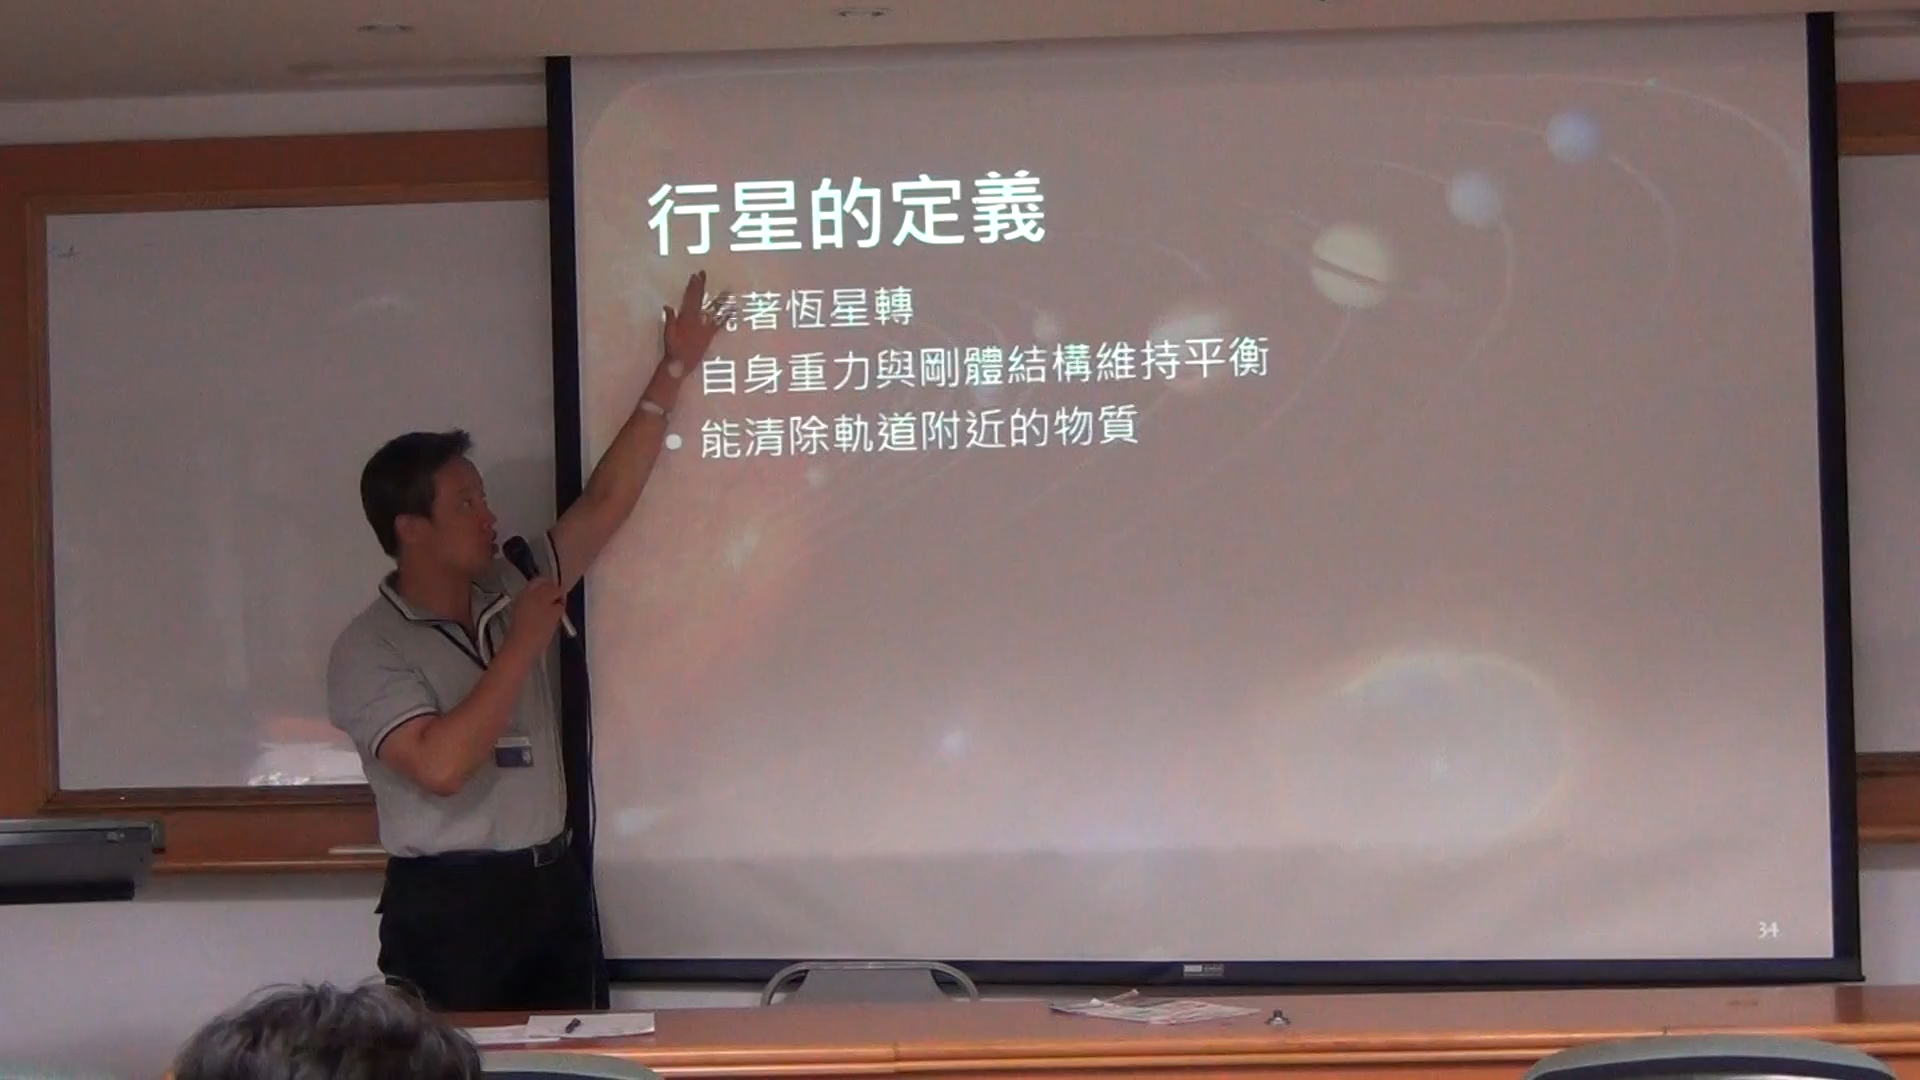 行星的定義
繞著恆星轉
• 自身重力與剛體結構維持平衡
• 能清除軌道附近的物質
34